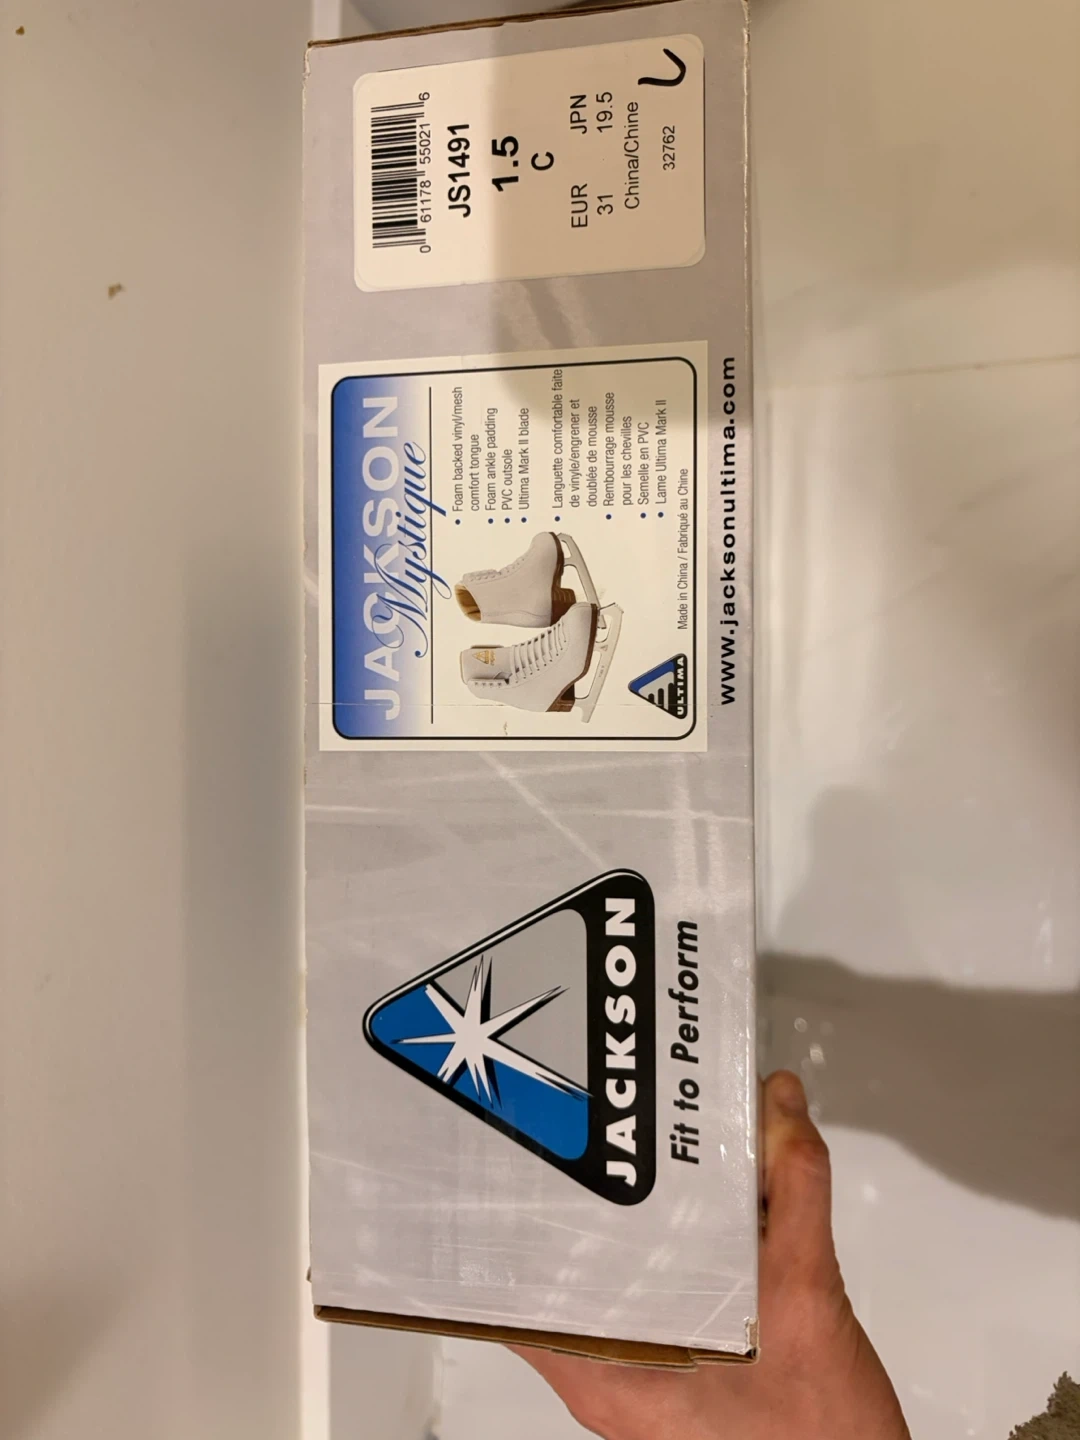 JACKSON
Fit to Perform
JACKSON
Mystique
• Foam backed vinyl/mesh
comfort tongue
• Foam ankle padding
• PVC outsole
• Ultima Mark II blade
• Languette comfortable faite
de vinyle/engrener et
doublée de mousse
• Rembourrage mousse
pour les chevilles
• Semelle en PVC
• Lame Ultima Mark II
ULTIMA
Made in China / Fabriqué au Chine
www.jacksonultima.com
0 61178 55021 6
JS1491
1.5
C
EUR JPN
31 19.5
China/Chine
32762